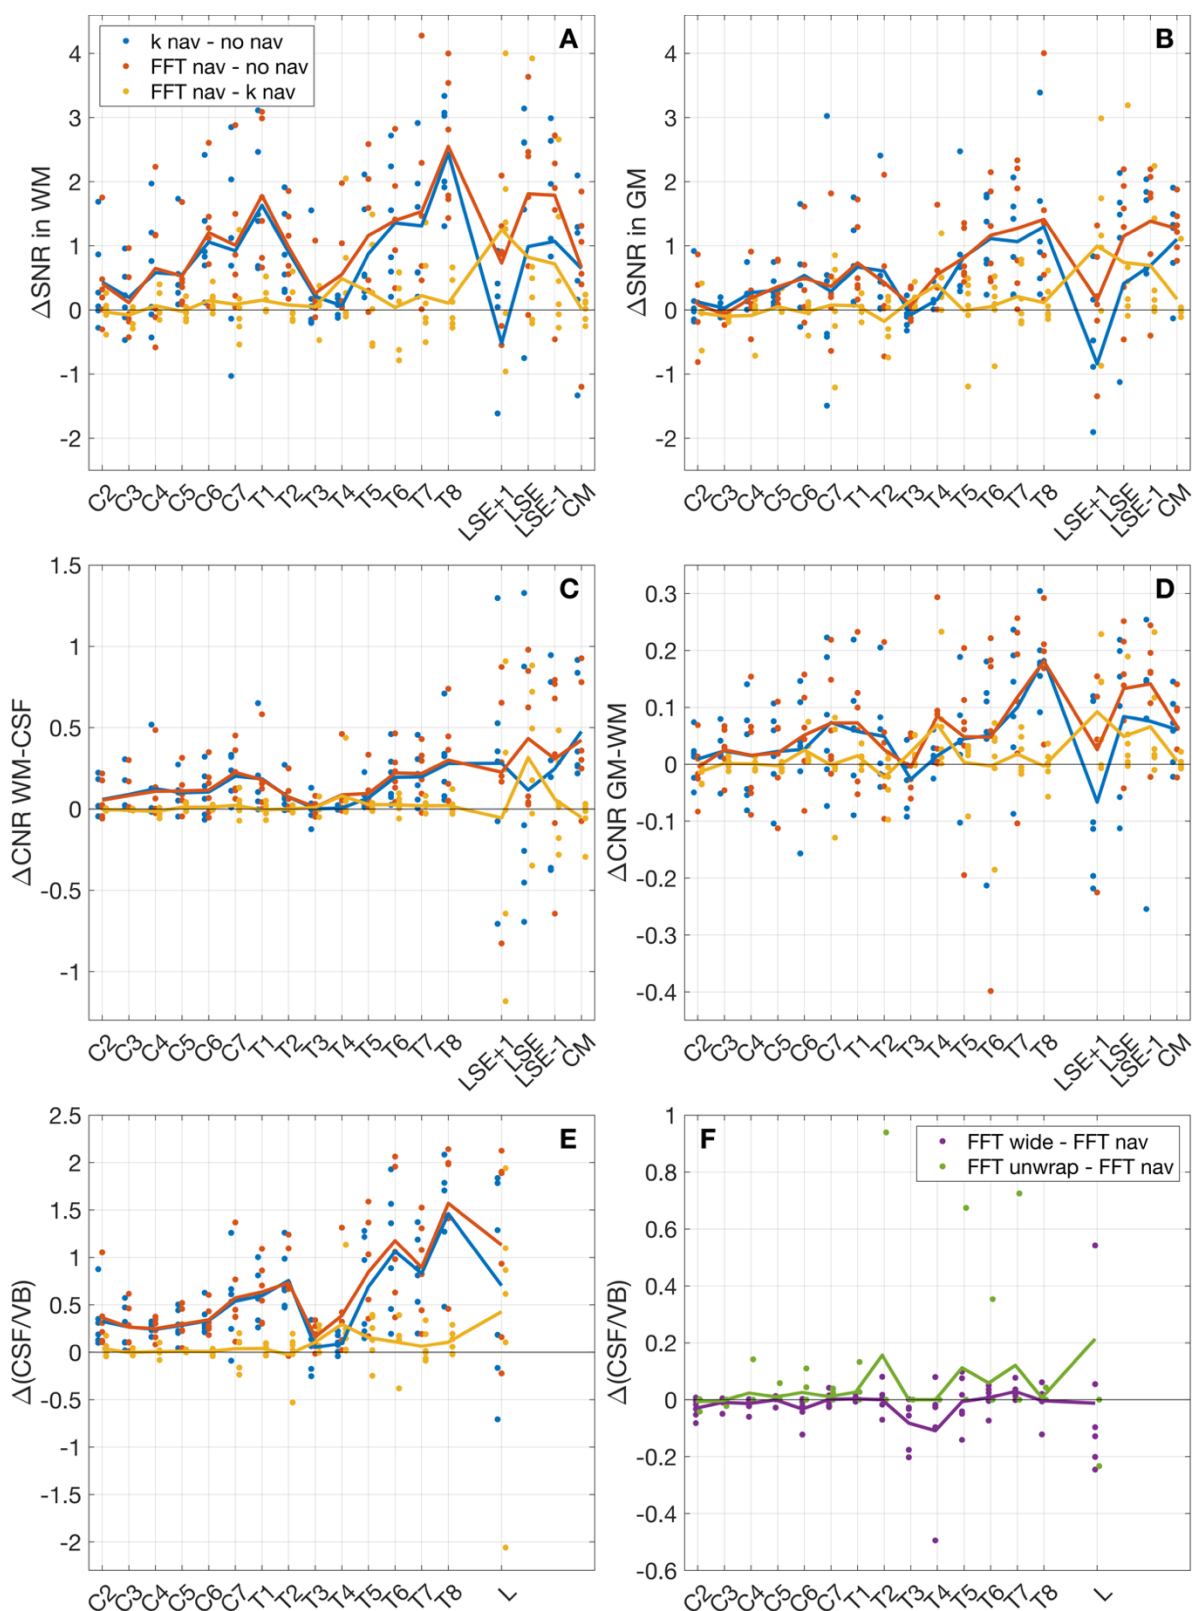 A
k nav - no nav
FFT nav - no nav
FFT nav - k nav
ΔSNR in WM
4
3
2
1
0
-1
-2
C2 C3 C4 C5 C6 C7 T1 T2 T3 T4 T5 T6 T7 T8 LSE+1 LSE LSE-1 CM
B
ΔSNR in GM
4
3
2
1
0
-1
-2
C2 C3 C4 C5 C6 C7 T1 T2 T3 T4 T5 T6 T7 T8 LSE+1 LSE LSE-1 CM
C
ΔCNR WM-CSF
1.5
1
0.5
0
-0.5
-1
C2 C3 C4 C5 C6 C7 T1 T2 T3 T4 T5 T6 T7 T8 LSE+1 LSE LSE-1 CM
D
ΔCNR GM-WM
0.3
0.2
0.1
0
-0.1
-0.2
-0.3
-0.4
C2 C3 C4 C5 C6 C7 T1 T2 T3 T4 T5 T6 T7 T8 LSE+1 LSE LSE-1 CM
E
Δ(CSF/VB)
2.5
2
1.5
1
0.5
0
-0.5
-1
-1.5
-2
C2 C3 C4 C5 C6 C7 T1 T2 T3 T4 T5 T6 T7 T8 L
F
FFT wide - FFT nav
FFT unwrap - FFT nav
Δ(CSF/VB)
1
0.8
0.6
0.4
0.2
0
-0.2
-0.4
-0.6
C2 C3 C4 C5 C6 C7 T1 T2 T3 T4 T5 T6 T7 T8 L